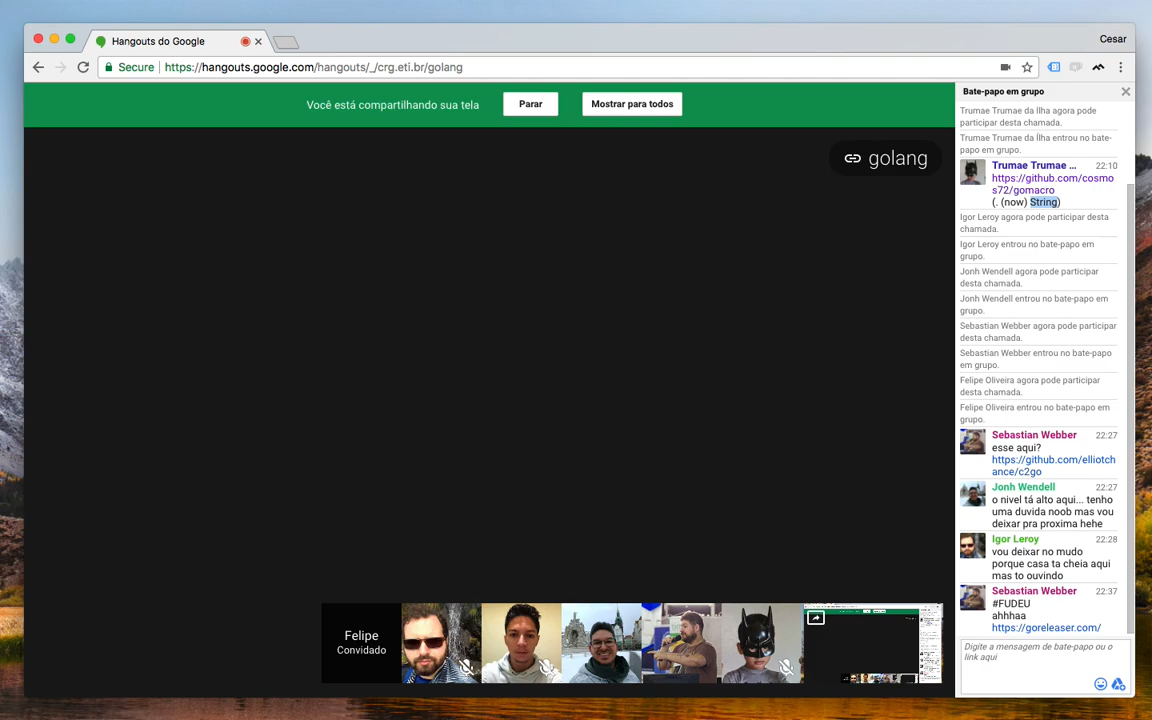 Hangouts do Google
Cesar
Secure
https://hangouts.google.com/hangouts/_/crg.eti.br/golang
Você está compartilhando sua tela
Parar
Mostrar para todos
golang
Felipe
Convidado
Bate-papo em grupo
Trumae Trumae da Ilha agora pode
participar desta chamada.
Trumae Trumae da Ilha entrou no bate-
papo em grupo.
Trumae Trumae ...
22:10
https://github.com/cosmo
s72/gomacro
(. (now) String)
Igor Leroy agora pode participar desta
chamada.
Igor Leroy entrou no bate-papo em
grupo.
Jonh Wendell agora pode participar
desta chamada.
Jonh Wendell entrou no bate-papo em
grupo.
Sebastian Webber agora pode participar
desta chamada.
Sebastian Webber entrou no bate-papo
em grupo.
Felipe Oliveira agora pode participar
desta chamada.
Felipe Oliveira entrou no bate-papo em
grupo.
Sebastian Webber
22:27
esse aqui?
https://github.com/elliotch
ance/c2go
Jonh Wendell
22:27
o nivel tá alto aqui... tenho
uma duvida noob mas vou
deixar pra proxima hehe
Igor Leroy
22:28
vou deixar no mudo
porque casa ta cheia aqui
mas to ouvindo
Sebastian Webber
22:37
#FUDEU
ahhhaa
https://goreleaser.com/
Digite a mensagem de bate-papo ou o
link aqui